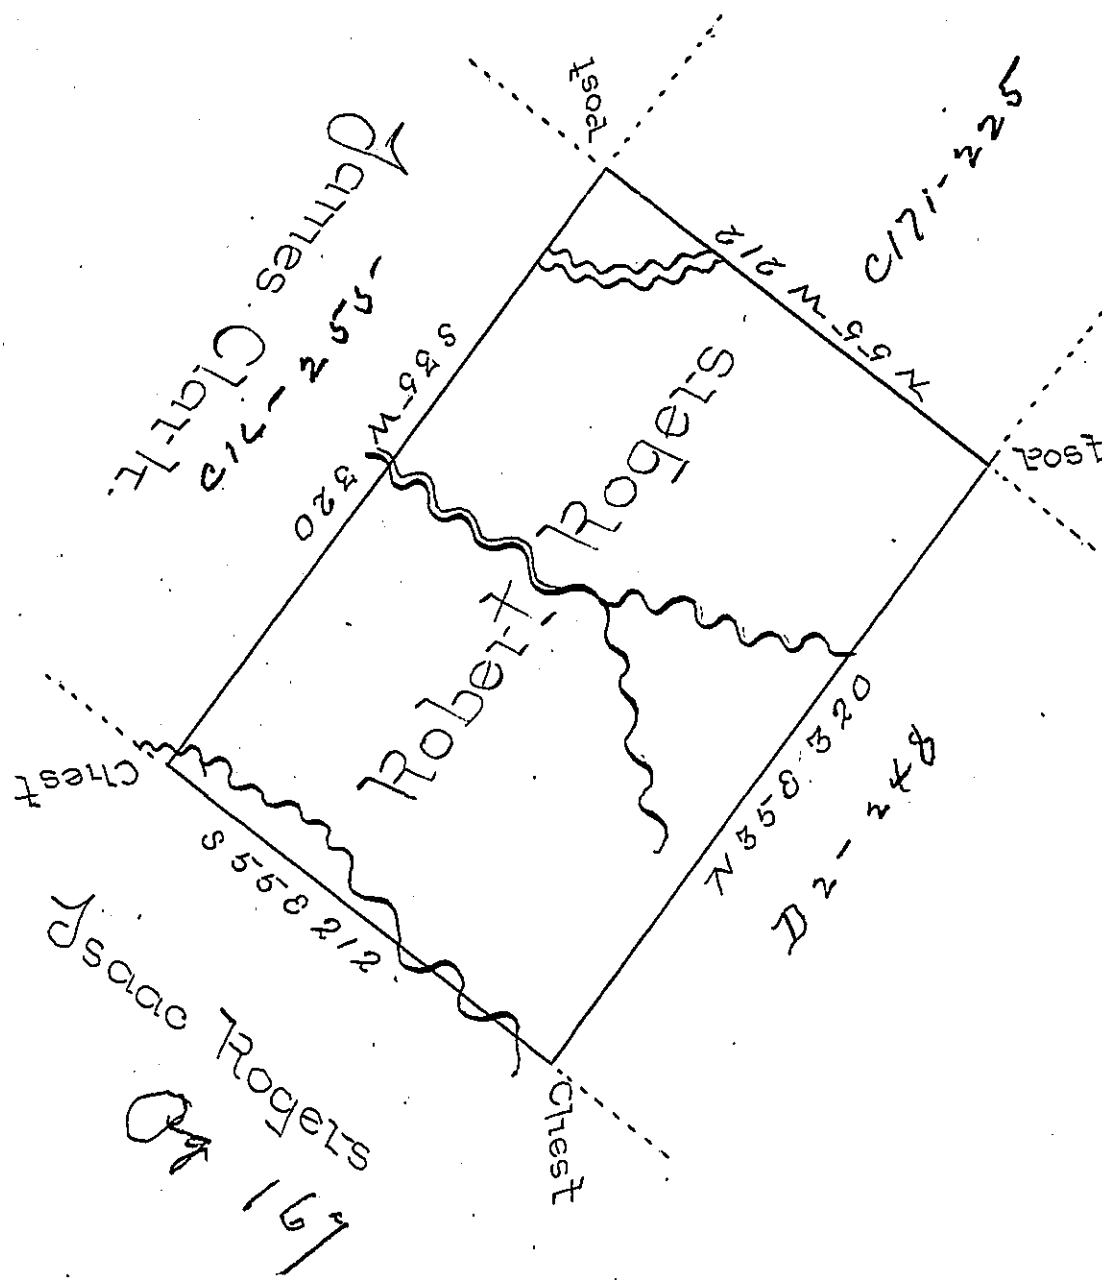 post
C171-225
James Clark
C16-255
N 55 W 212
S 35 W
320
Robert Rogers
post
Chest
N 35 E 320
D2-248
S 55 E 212
Isaac Rogers
Chest
167